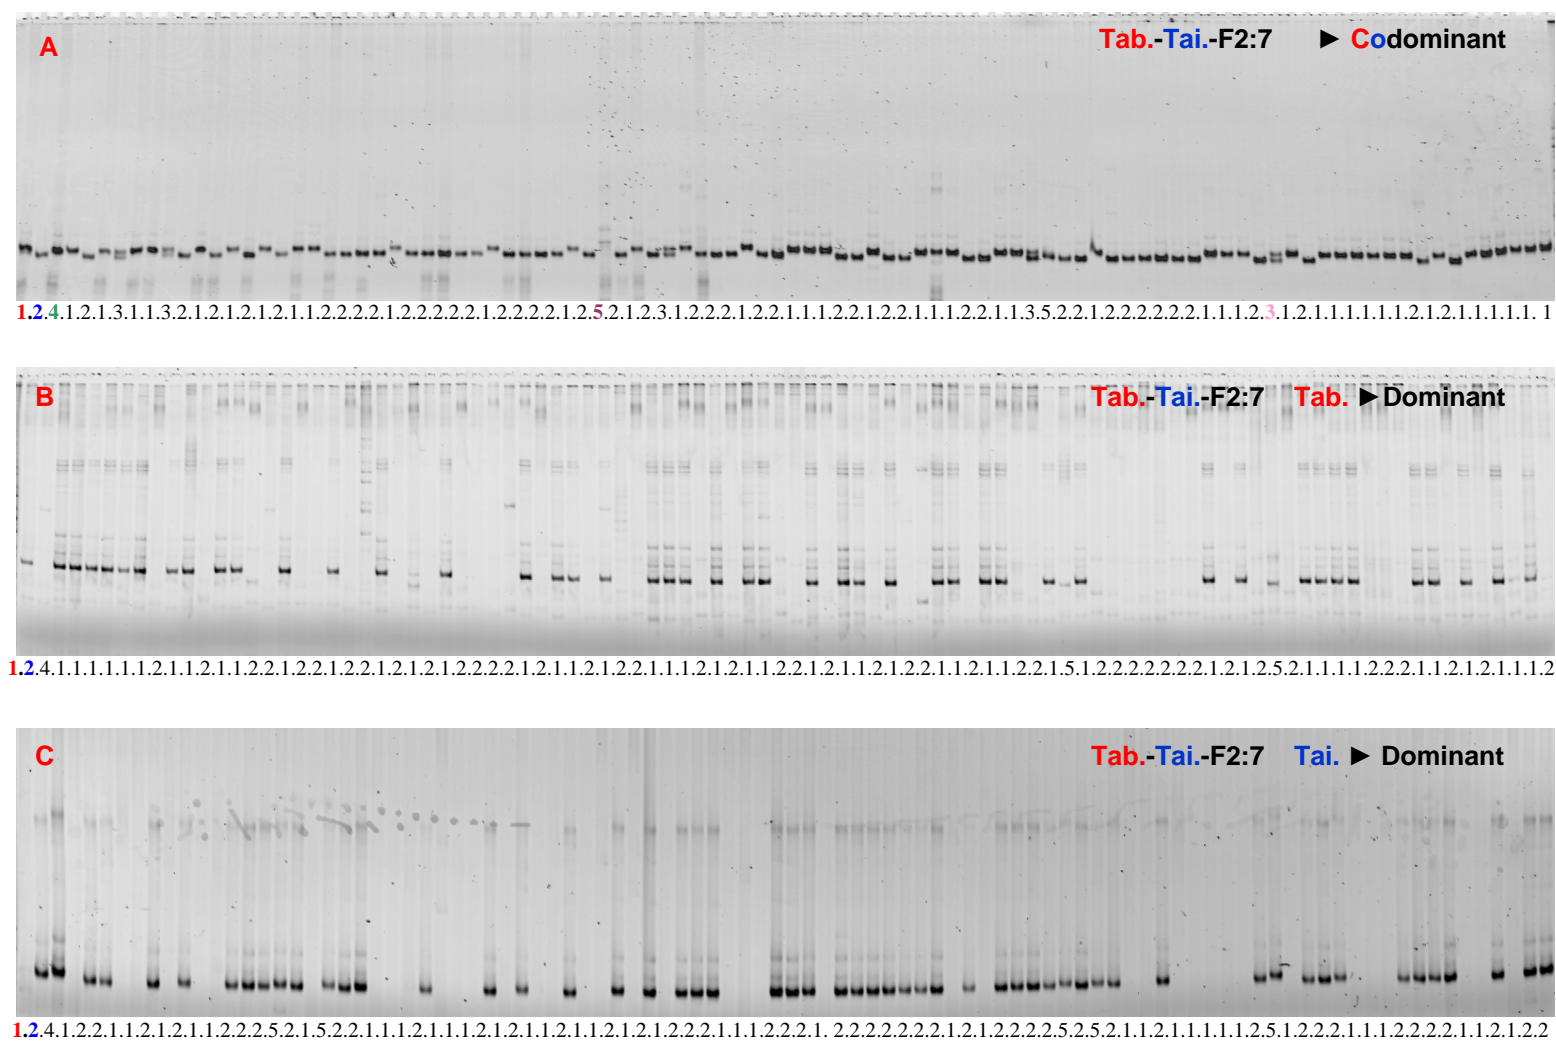 A
Tab.-Tai.-F2:7 ► Codominant
1.2.4.1.2.1.3.1.1.3.2.1.2.1.2.1.2.1.1.2.2.2.2.1.2.2.2.2.2.1.2.2.2.2.1.2.5.2.1.2.3.1.2.2.2.1.2.2.1.1.1.2.2.1.2.2.1.1.1.2.2.1.1.3.5.2.2.1.2.2.2.2.2.2.1.1.1.2.3.1.2.1.1.1.1.1.1.2.1.2.1.1.1.1.1. 1
B
Tab.-Tai.-F2:7 Tab. ►Dominant
1.2.4.1.1.1.1.1.1.2.1.1.2.1.1.2.2.1.2.2.1.2.2.1.2.1.2.1.2.2.2.2.1.2.1.1.2.1.2.2.1.1.1.2.1.2.1.1.2.2.1.2.1.1.2.1.2.2.1.1.2.1.1.2.2.1.5.1.2.2.2.2.2.2.2.1.2.1.2.5.2.1.1.1.1.2.2.2.1.1.2.1.2.1.1.1.2
C
Tab.-Tai.-F2:7 Tai. ► Dominant
1.2.4.1.2.2.1.1.2.1.2.1.1.2.2.2.5.2.1.5.2.2.1.1.1.2.1.1.1.2.1.2.1.1.2.1.1.2.1.2.1.2.2.2.1.1.1.2.2.2.1. 2.2.2.2.2.2.2.1.2.1.2.2.2.2.5.2.5.2.1.1.2.1.1.1.1.1.2.5.1.2.2.2.1.1.1.2.2.2.2.1.1.2.1.2.2